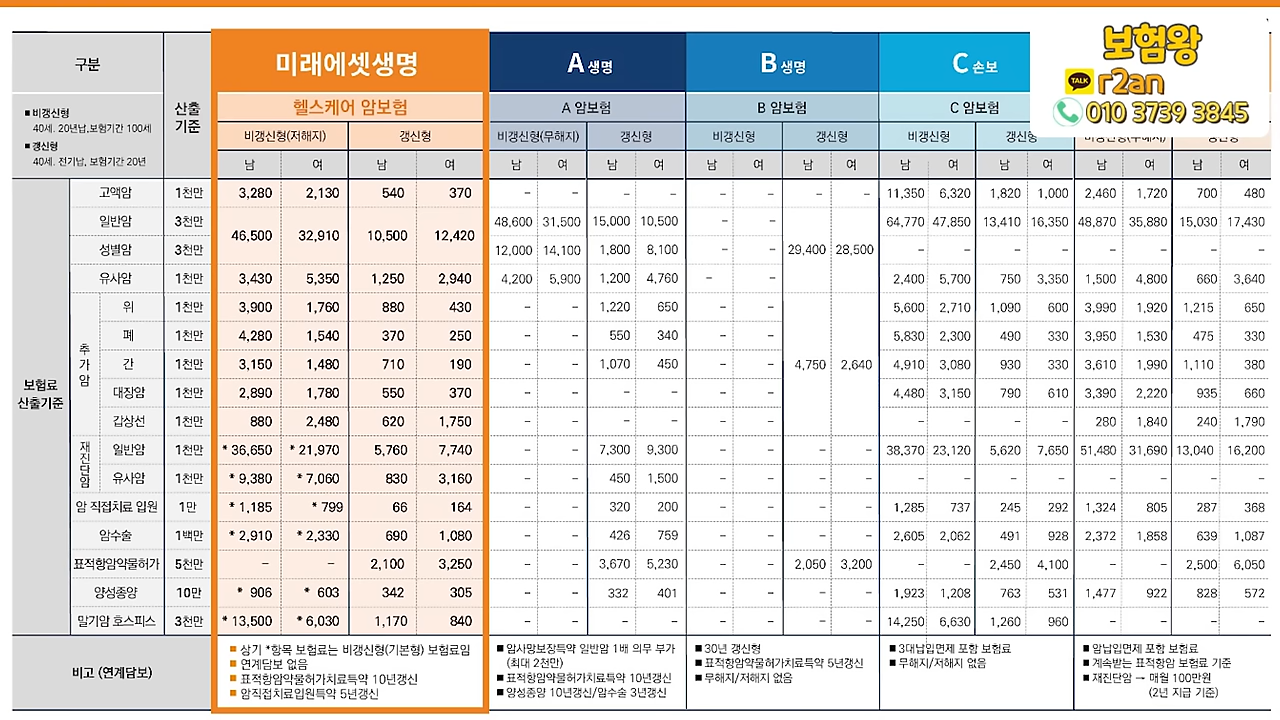 보험왕
TALK r2an
010 3739 3845
구분 산출기준 미래에셋생명 A 생명 B 생명 C 손보
■ 비갱신형
40세. 20년납,보험기간 100세
■ 갱신형
40세. 전기납, 보험기간 20년
헬스케어 암보험 A 암보험 B 암보험 C 암보험
비갱신형(저해지) 갱신형 비갱신형(무해지) 갱신형 비갱신형 갱신형 비갱신형 비갱신형(무해지) 갱신형
남 여 남 여 남 여 남 여 남 여 남 여 남 여 남 여 남 여 남 여
보험료 산출기준
고액암 1천만 3,280 2,130 540 370 – – – – – – – – 11,350 6,320 1,820 1,000 2,460 1,720 700 480
일반암 3천만 46,500 32,910 10,500 12,420 48,600 31,500 15,000 10,500 – – 29,400 28,500 64,770 47,850 13,410 16,350 48,870 35,880 15,030 17,430
성별암 3천만 12,000 14,100 1,800 8,100 – – – – – – – – – –
유사암 1천만 3,430 5,350 1,250 2,940 4,200 5,900 1,200 4,760 – – 2,400 5,700 750 3,350 1,500 4,800 660 3,640
추가암
위 1천만 3,900 1,760 880 430 – – 1,220 650 – – 4,750 2,640 5,600 2,710 1,090 600 3,990 1,920 1,215 650
폐 1천만 4,280 1,540 370 250 – – 550 340 – – 5,830 2,300 490 330 3,950 1,530 475 330
간 1천만 3,150 1,480 710 190 – – 1,070 450 – – 4,910 3,080 930 330 3,610 1,990 1,110 380
대장암 1천만 2,890 1,780 550 370 – – – – – – 4,480 3,150 790 610 3,390 2,220 935 660
갑상선 1천만 880 2,480 620 1,750 – – – – – – – – – – 280 1,840 240 1,790
재진단암
일반암 1천만 * 36,650 * 21,970 5,760 7,740 – – 7,300 9,300 – – – – 38,370 23,120 5,620 7,650 51,480 31,690 13,040 16,200
유사암 1천만 * 9,380 * 7,060 830 3,160 – – 450 1,500 – – – – – – – – – – – –
암 직접치료 입원 1만 * 1,185 * 799 66 164 – – 320 200 – – – – 1,285 737 245 292 1,324 805 287 368
암수술 1백만 * 2,910 * 2,330 690 1,080 – – 426 759 – – – – 2,605 2,062 491 928 2,372 1,858 639 1,087
표적항암약물허가 5천만 – – 2,100 3,250 – – 3,670 5,230 – – 2,050 3,200 – – 2,450 4,100 – – 2,500 6,050
양성종양 10만 * 906 * 603 342 305 – – 332 401 – – – – 1,923 1,208 763 531 1,477 922 828 572
말기암 호스피스 3천만 * 13,500 * 6,030 1,170 840 – – – – – – – – 14,250 6,630 1,260 960 – – – –
비고 (연계담보)
■ 상기 *항목 보험료는 비갱신형(기본형) 보험료임
■ 연계담보 없음
■ 표적항암약물허가치료특약 10년갱신
■ 암직접치료입원특약 5년갱신
■ 암사망보장특약 일반암 1배 의무 부가
(최대 2천만)
■ 표적항암약물허가치료특약 10년갱신
■ 양성종양 10년갱신/암수술 3년갱신
■ 30년 갱신형
■ 표적항암약물허가치료특약 5년갱신
■ 무해지/저해지 없음
■ 3대납입면제 포함 보험료
■ 무해지/저해지 없음
■ 암납입면제 포함 보험료
■ 계속받는 표적항암 보험료 기준
■ 재진단암 → 매월 100만원
(2년 지급 기준)